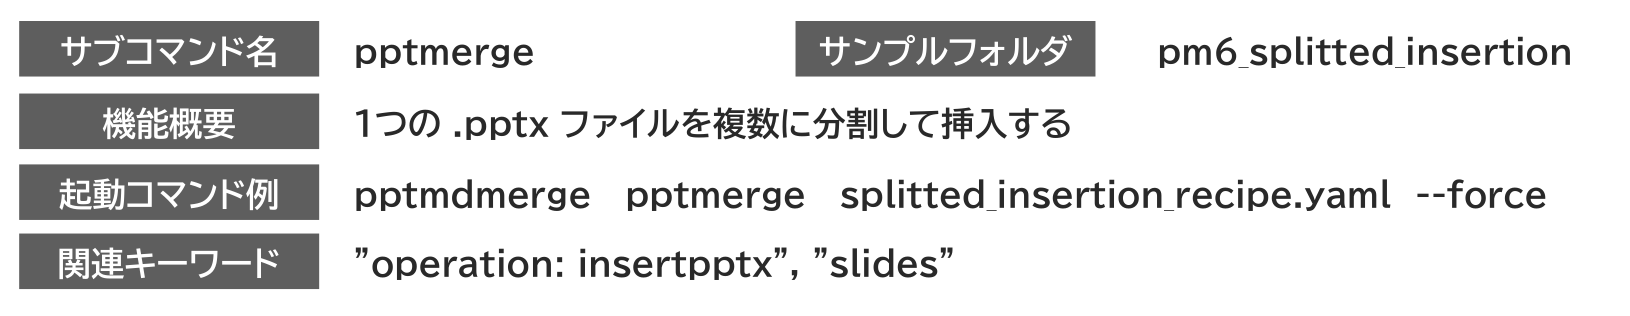 サブコマンド名 pptmerge サンプルフォルダ pm6_splitted_insertion
機能概要 1つの .pptx ファイルを複数に分割して挿入する
起動コマンド例 pptmdmerge pptmerge splitted_insertion_recipe.yaml --force
関連キーワード ”operation: insertpptx”, ”slides”